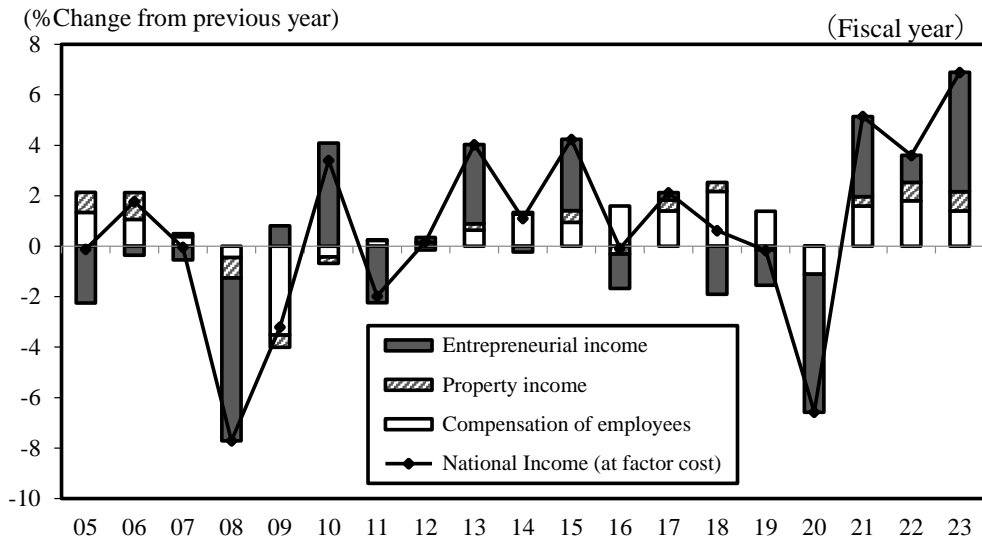 (%Change from previous year)
（Fiscal year）
8
6
4
2
0
-2
-4
-6
-8
-10
Entrepreneurial income
Property income
Compensation of employees
National Income (at factor cost)
05 06 07 08 09 10 11 12 13 14 15 16 17 18 19 20 21 22 23